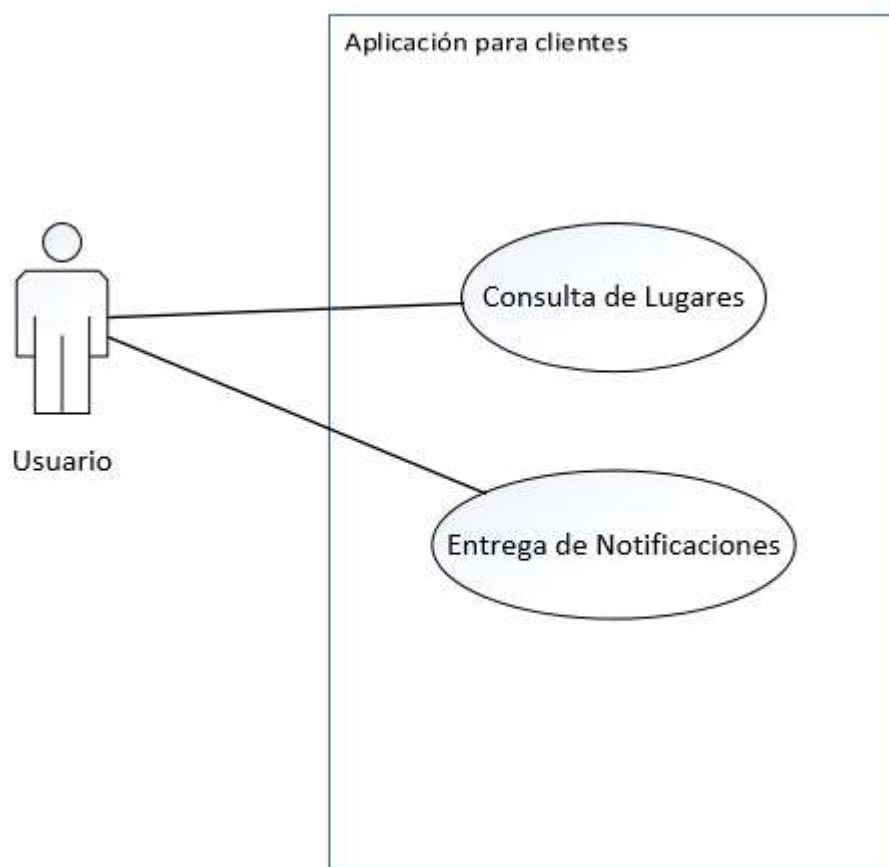 Aplicación para clientes
Consulta de Lugares
Usuario
Entrega de Notificaciones